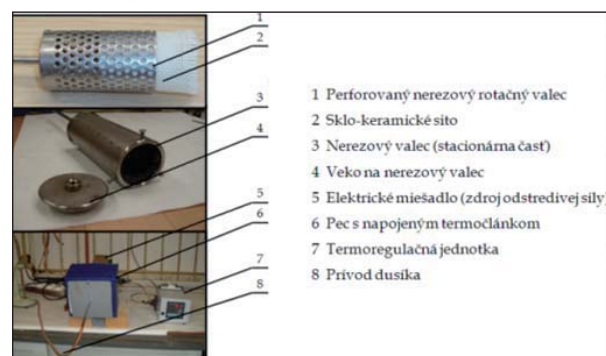 1
2
3
4
5
6
7
8
1 Perforovaný nerezový rotačný valec
2 Sklo-keramické sito
3 Nerezový valec (stacionárna časť)
4 Veko na nerezový valec
5 Elektrické miešadlo (zdroj odstredivej sily)
6 Pec s napojeným termočlánkom
7 Termoregulačná jednotka
8 Prívod dusíka